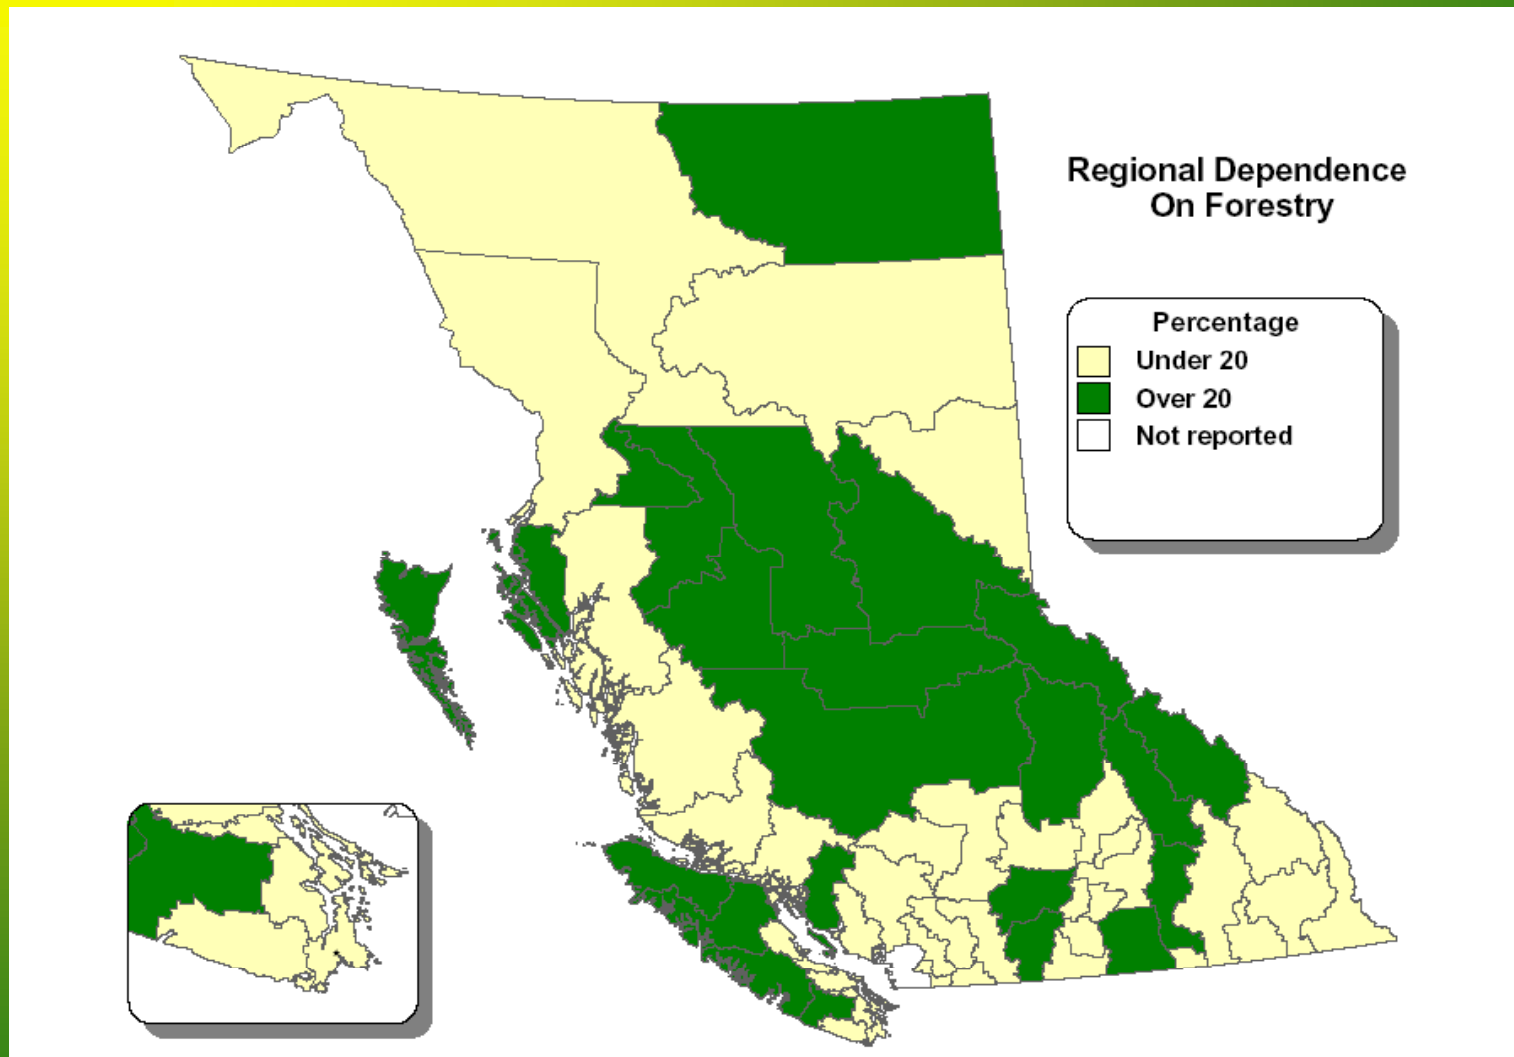 Regional Dependence
On Forestry
Percentage
Under 20
Over 20
Not reported